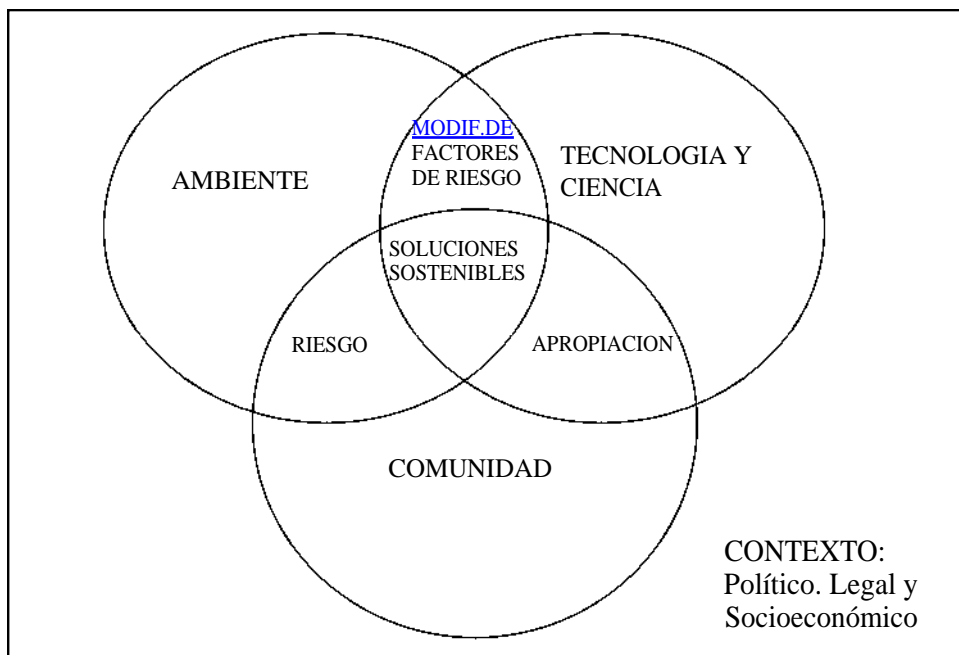 MODIF.DE
FACTORES
DE RIESGO
AMBIENTE
TECNOLOGIA Y
CIENCIA
SOLUCIONES
SOSTENIBLES
RIESGO
APROPIACION
COMUNIDAD
CONTEXTO:
Político. Legal y
Socioeconómico